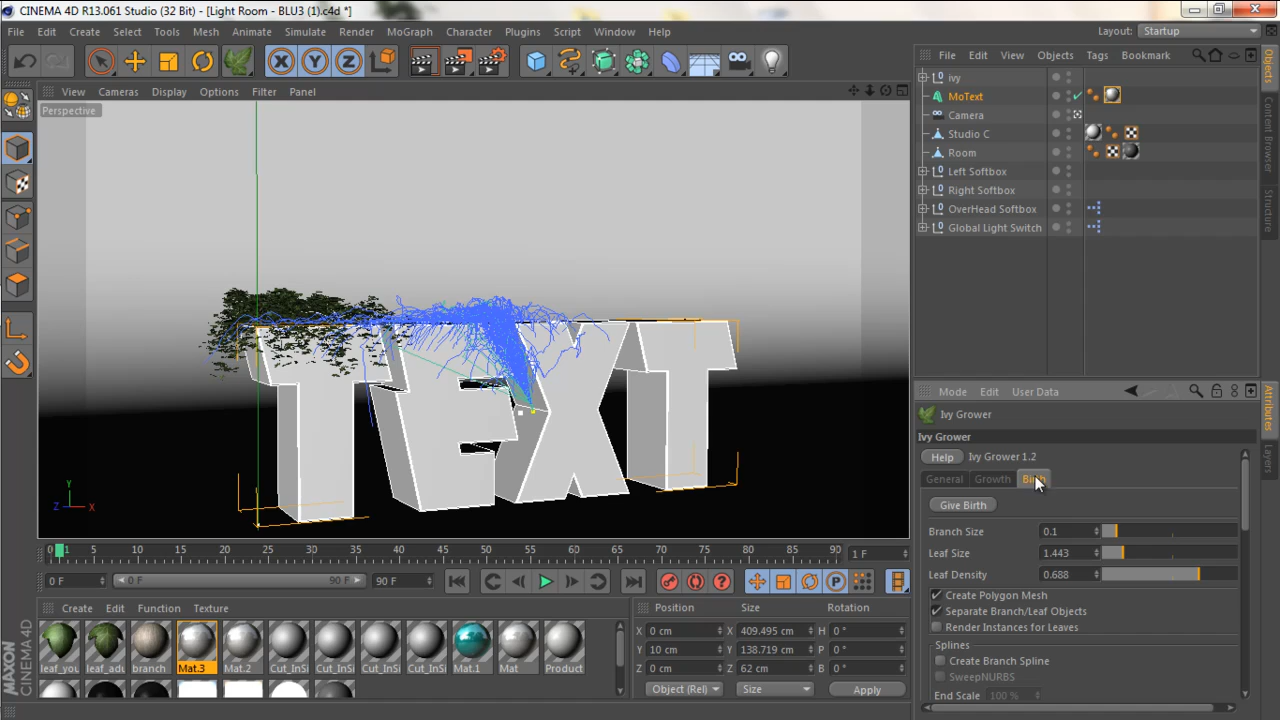 CINEMA 4D R13.061 Studio (32 Bit) - [Light Room - BLU3 (1).c4d *]
File Edit Create Select Tools Mesh Animate Simulate Render MoGraph Character Plugins Script Window Help
Layout: Startup
X Y Z
File Edit View Objects Tags Bookmark
View Cameras Display Options Filter Panel
Perspective
ivy
MoText
Camera
Studio C
Room
Left Softbox
Right Softbox
OverHead Softbox
Global Light Switch
Objects
Content Browser
Structure
TEXT
Y
Z X
Mode Edit User Data
Ivy Grower
Ivy Grower
Help Ivy Grower 1.2
General Growth Birth
Give Birth
Branch Size 0.1
Leaf Size 1.443
Leaf Density 0.688
Create Polygon Mesh
Separate Branch/Leaf Objects
Render Instances for Leaves
Splines
Create Branch Spline
SweepNURBS
End Scale 100 %
Attributes
Layers
0 1 5 10 15 20 25 30 35 40 45 50 55 60 65 70 75 80 85 90 1 F
0 F 0 F 90 F 90 F
P
Create Edit Function Texture
leaf_you leaf_adu branch Mat.3 Mat.2 Cut_InSi Cut_InSi Cut_InSi Cut_InSi Mat.1 Mat Product
Position Size Rotation
X 0 cm X 409.495 cm H 0 °
Y 10 cm Y 138.719 cm P 0 °
Z 0 cm Z 62 cm B 0 °
Object (Rel) Size Apply
MAXON
CINEMA 4D